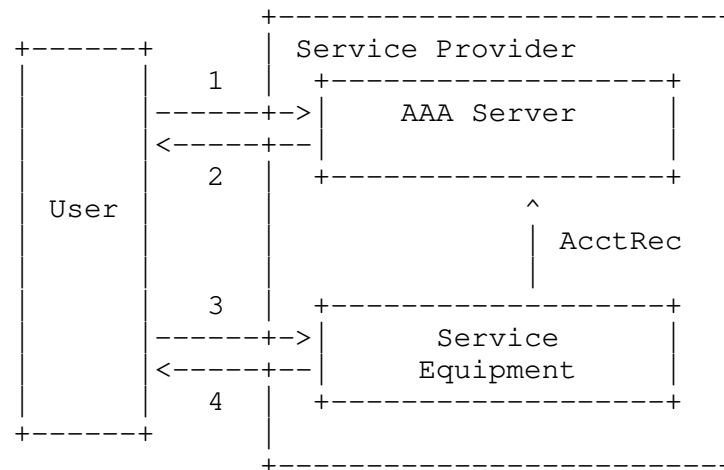 Service Provider
1
AAA Server
2
User
AcctRec
3
Service
Equipment
4